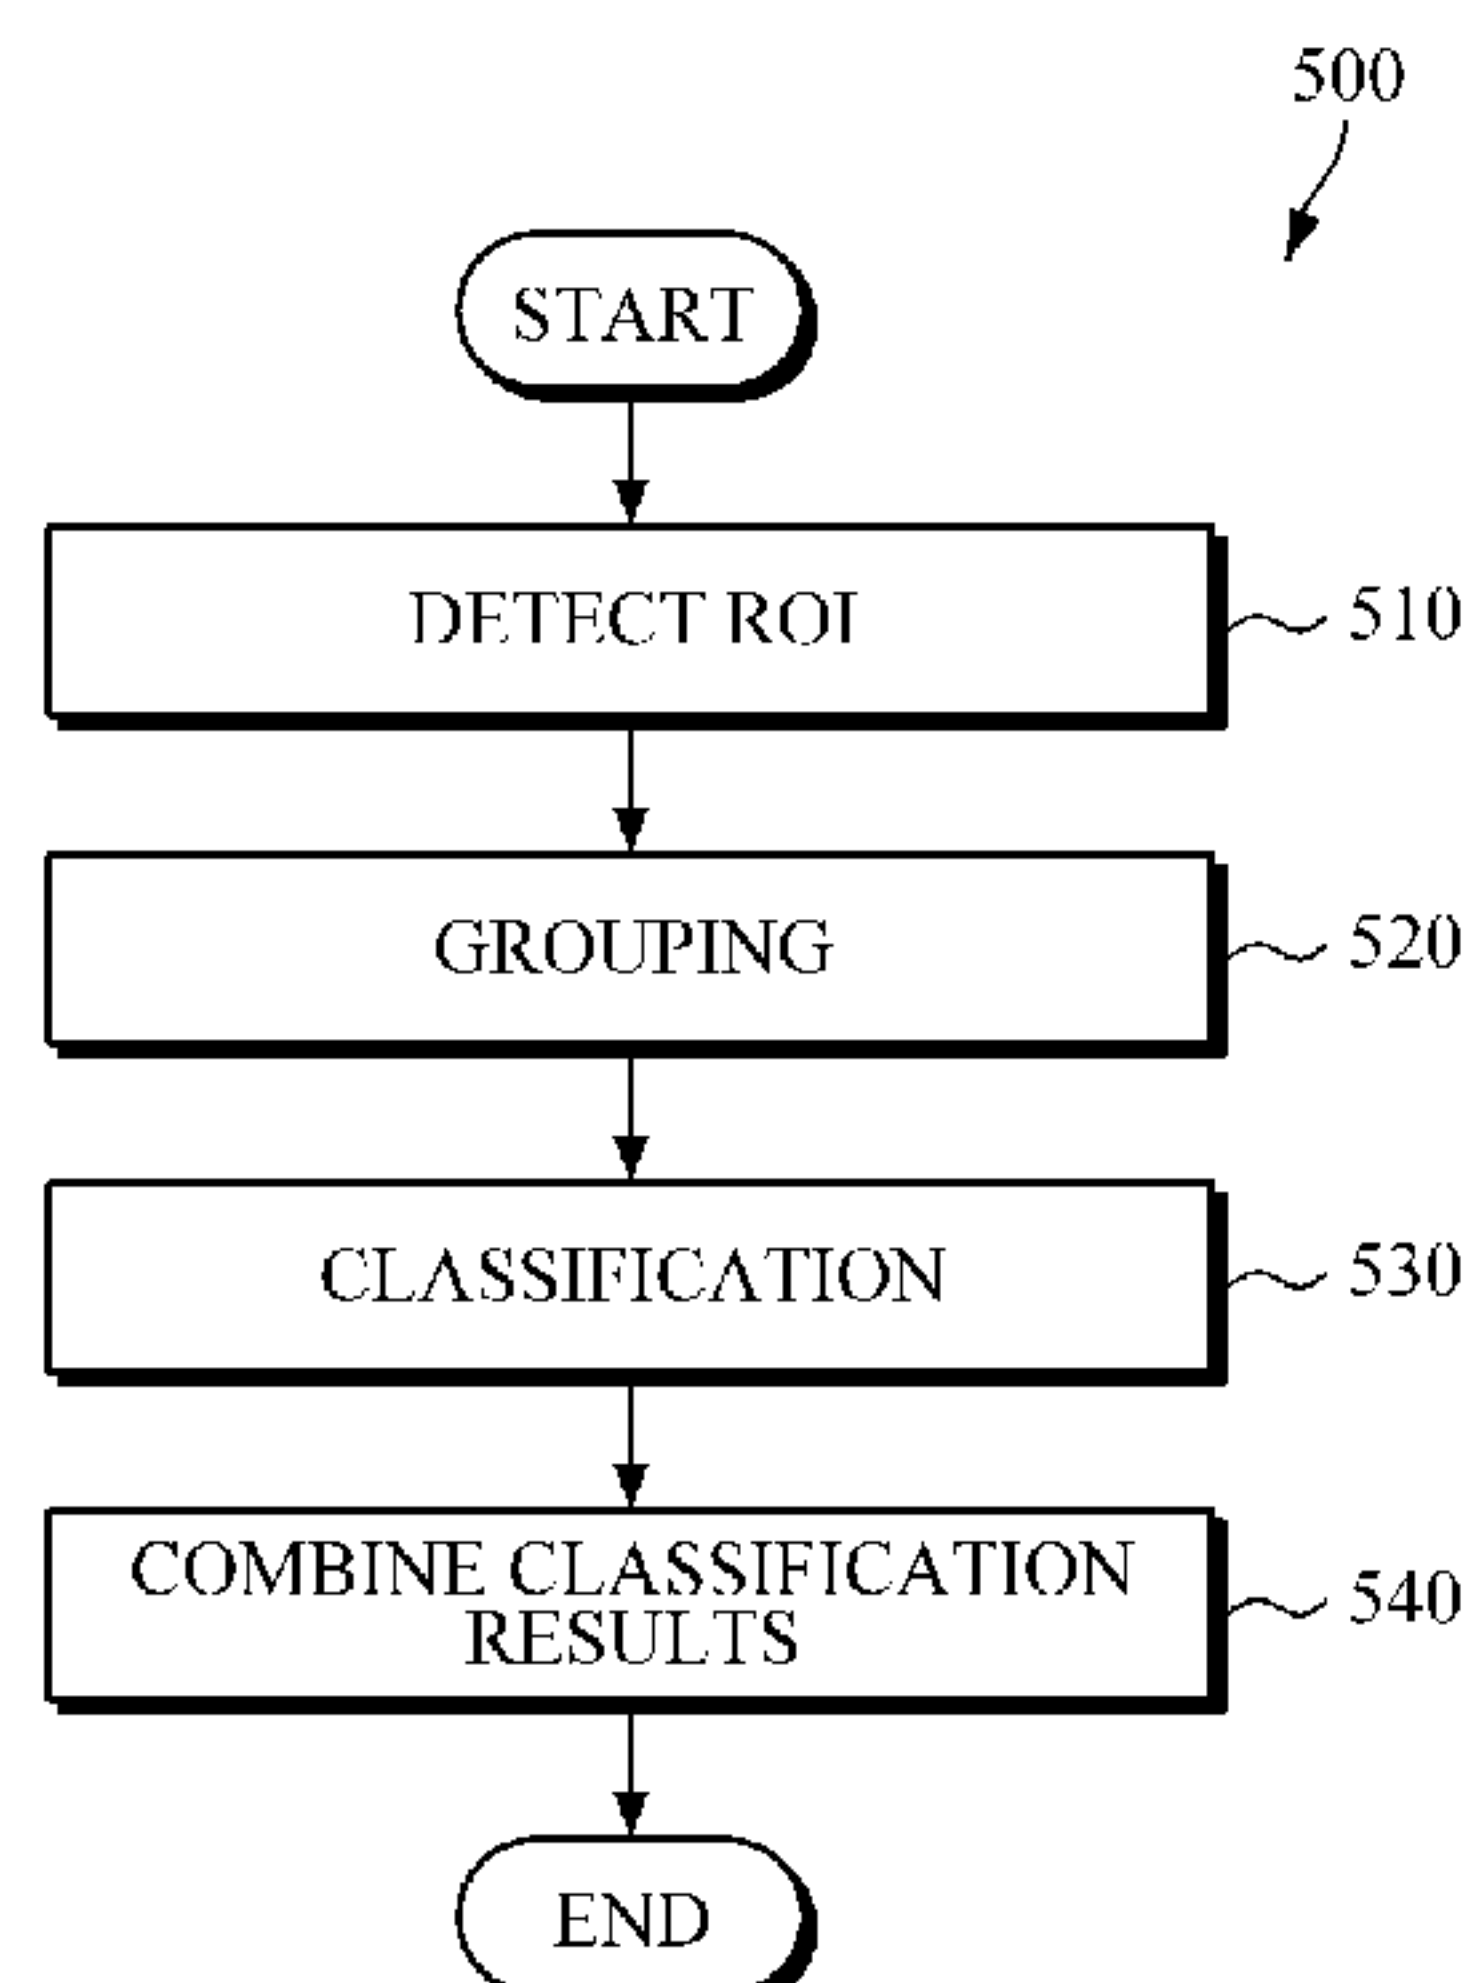 500
START
DETECT ROI
510
GROUPING
520
CLASSIFICATION
530
COMBINE CLASSIFICATION
RESULTS
540
END